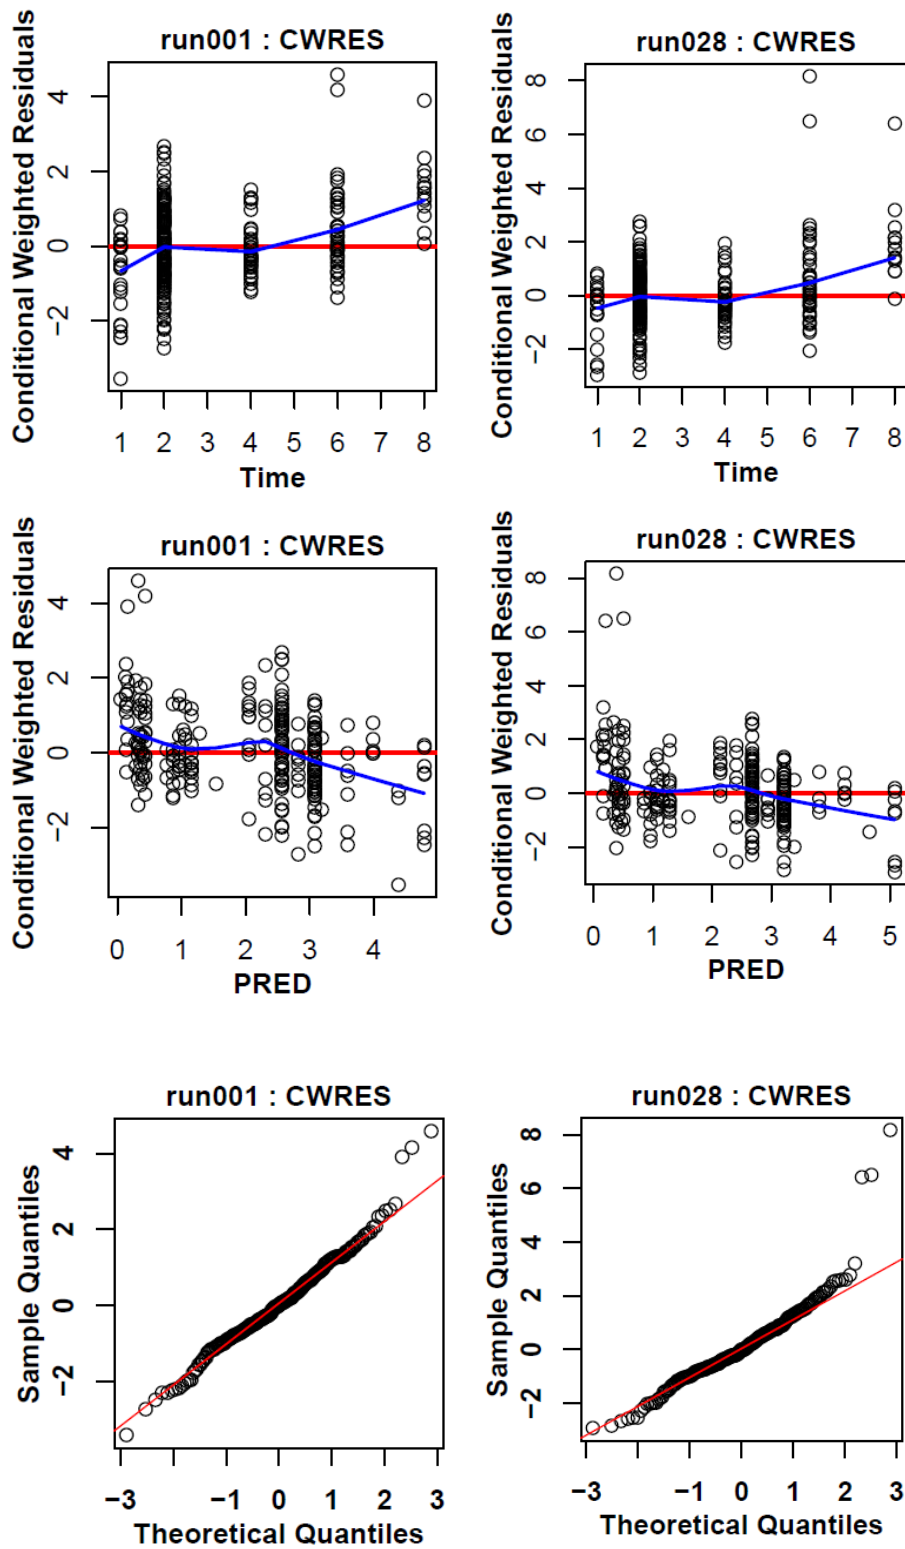 run001 : CWRES
run028 : CWRES
Conditional Weighted Residuals
4
2
0
−2
1 2 3 4 5 6 7 8
Time
Conditional Weighted Residuals
8
6
4
2
0
−2
1 2 3 4 5 6 7 8
Time
run001 : CWRES
run028 : CWRES
Conditional Weighted Residuals
4
2
0
−2
0 1 2 3 4
PRED
Conditional Weighted Residuals
8
6
4
2
0
−2
0 1 2 3 4 5
PRED
run001 : CWRES
run028 : CWRES
Sample Quantiles
4
2
0
−2
−3 −1 0 1 2 3
Theoretical Quantiles
Sample Quantiles
8
6
4
2
0
−2
−3 −1 0 1 2 3
Theoretical Quantiles